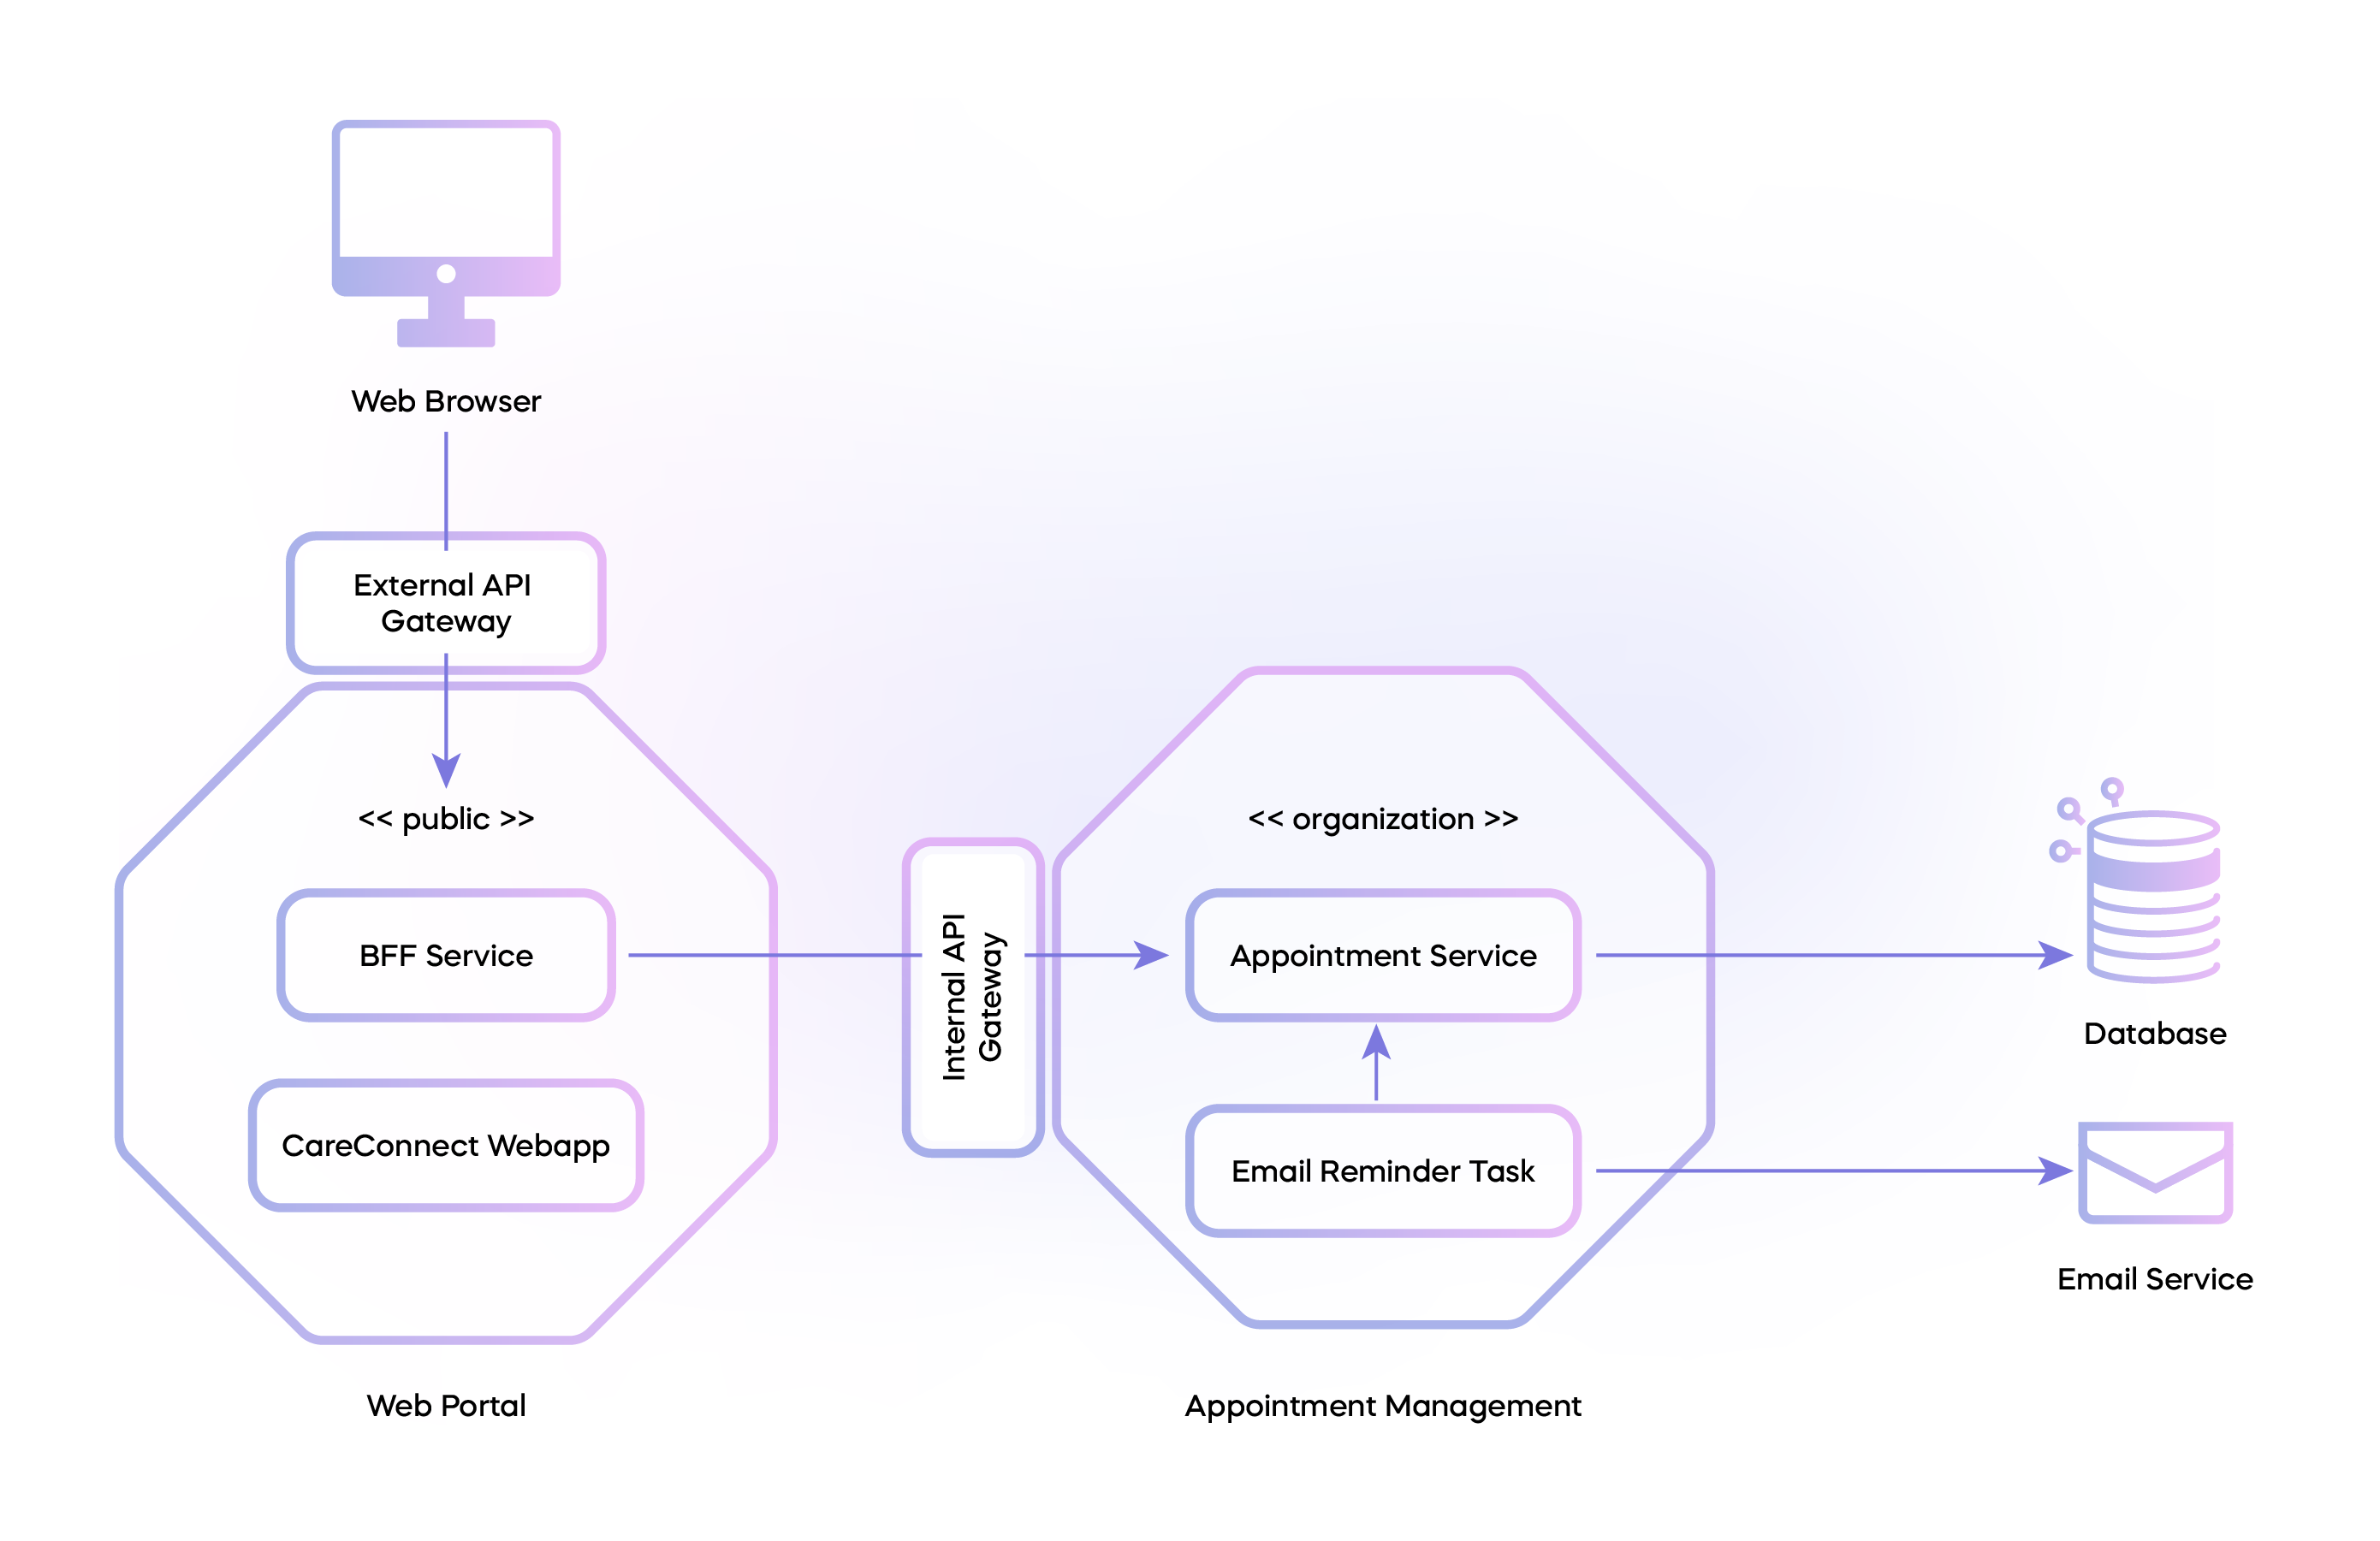 Web Browser
External API
Gateway
<< public >>
BFF Service
CareConnect Webapp
Web Portal
Internal API
Gateway
<< organization >>
Appointment Service
Email Reminder Task
Appointment Management
Database
Email Service